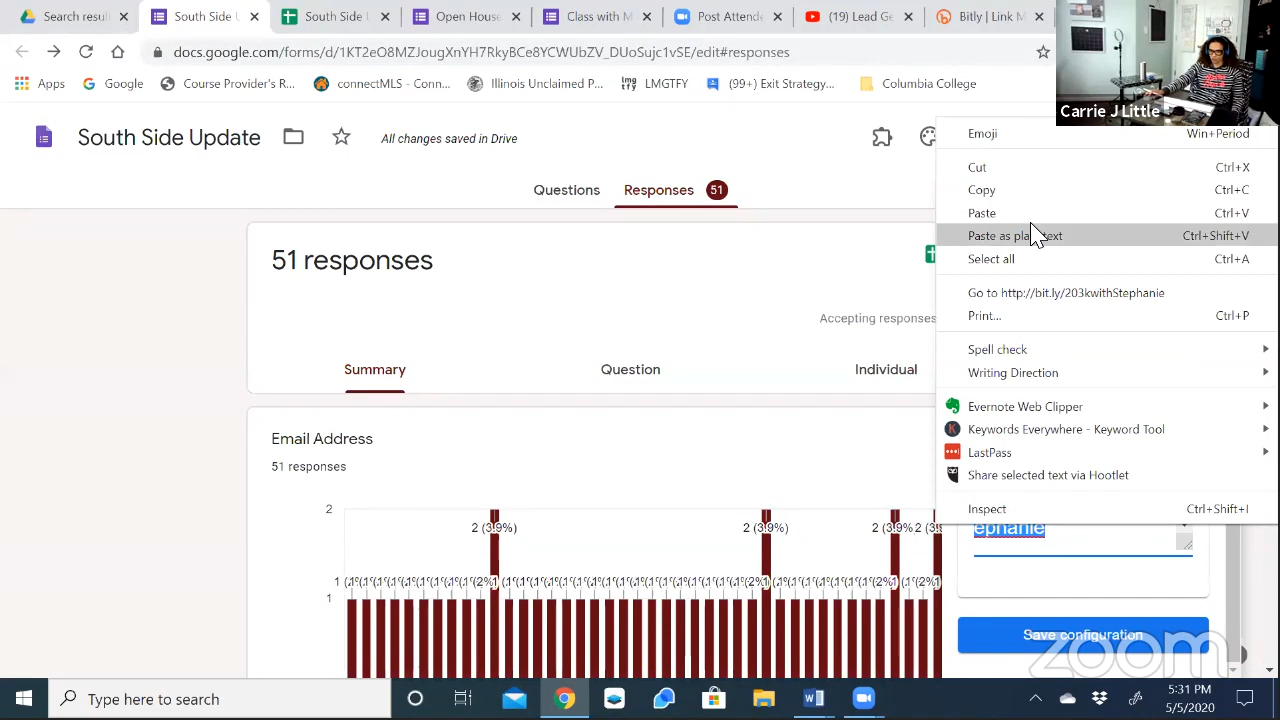 Search resul
South Side Up
South Side
Open House
Class with M
Post Attende
(19) Lead Ge
Bitly | Link M
docs.google.com/forms/d/1KT2eQ8MZJougXnYH7RkyBGr8YCWUbZV_DUoSuic1vSE/edit#responses
Apps
Google
Course Provider's R...
connectMLS - Conn...
Illinois Unclaimed P...
LMGTFY
(99+) Exit Strategy...
Columbia College
Carrie J Little
South Side Update
All changes saved in Drive
Questions
Responses 51
51 responses
Accepting responses
Summary
Question
Individual
Email Address
51 responses
2
2 (3.9%)
2 (3.9%)
2 (3.9%
1
Emoji Win+Period
Cut Ctrl+X
Copy Ctrl+C
Paste Ctrl+V
Paste as text Ctrl+Shift+V
Select all Ctrl+A
Go to http://bit.ly/203kwithStephanie
Print... Ctrl+P
Spell check
Writing Direction
Evernote Web Clipper
Keywords Everywhere - Keyword Tool
LastPass
Share selected text via Hootlet
Inspect Ctrl+Shift+I
ephanie
Save configuration
zoom
Type here to search
5:31 PM
5/5/2020